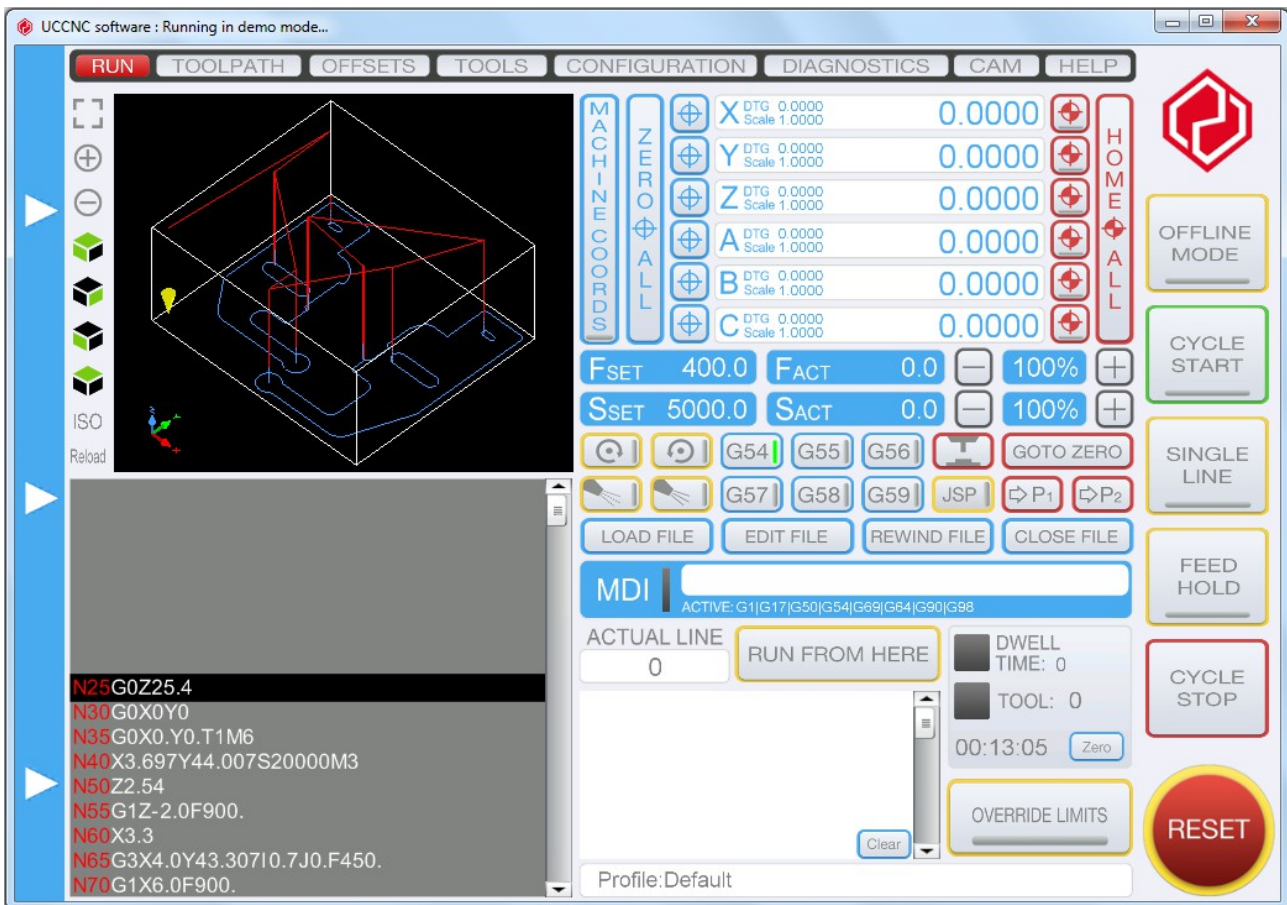 UCCNC software : Running in demo mode...
RUN TOOLPATH OFFSETS TOOLS CONFIGURATION DIAGNOSTICS CAM HELP
MACHINE COORDS
ZERO ALL
X DTG 0.0000 Scale 1.0000 0.0000
Y DTG 0.0000 Scale 1.0000 0.0000
Z DTG 0.0000 Scale 1.0000 0.0000
A DTG 0.0000 Scale 1.0000 0.0000
B DTG 0.0000 Scale 1.0000 0.0000
C DTG 0.0000 Scale 1.0000 0.0000
HOME ALL
ISO
Reload
FSET 400.0 FACT 0.0 100%
SSET 5000.0 SACT 0.0 100%
G54 G55 G56 GOTO ZERO
G57 G58 G59 JSP P1 P2
LOAD FILE EDIT FILE REWIND FILE CLOSE FILE
MDI
ACTIVE: G1|G17|G50|G54|G69|G64|G90|G98
ACTUAL LINE
0
RUN FROM HERE
DWELL
TIME: 0
TOOL: 0
00:13:05 Zero
OVERRIDE LIMITS
Clear
Profile:Default
N25G0Z25.4
N30G0X0Y0
N35G0X0.Y0.T1M6
N40X3.697Y44.007S20000M3
N50Z2.54
N55G1Z-2.0F900.
N60X3.3
N65G3X4.0Y43.307I0.7J0.F450.
N70G1X6.0F900.
OFFLINE
MODE
CYCLE
START
SINGLE
LINE
FEED
HOLD
CYCLE
STOP
RESET